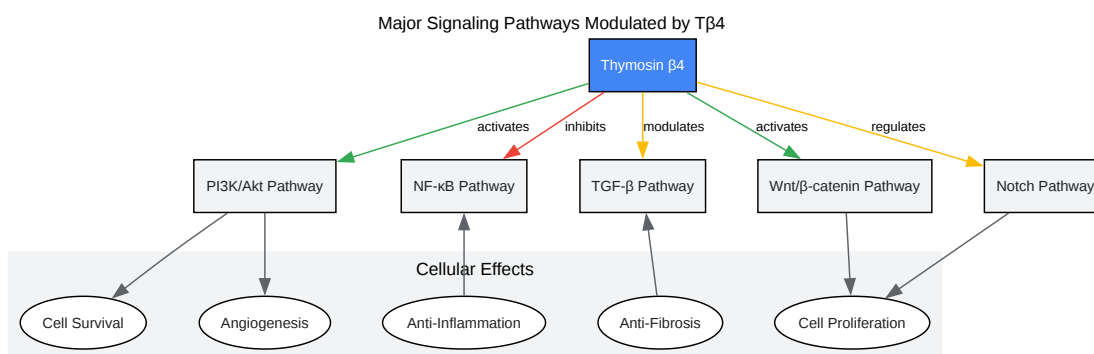 Major Signaling Pathways Modulated by Tβ4
Thymosin β4
activates
inhibits
modulates
activates
regulates
PI3K/Akt Pathway
NF-κB Pathway
TGF-β Pathway
Wnt/β-catenin Pathway
Notch Pathway
Cellular Effects
Cell Survival
Angiogenesis
Anti-Inflammation
Anti-Fibrosis
Cell Proliferation